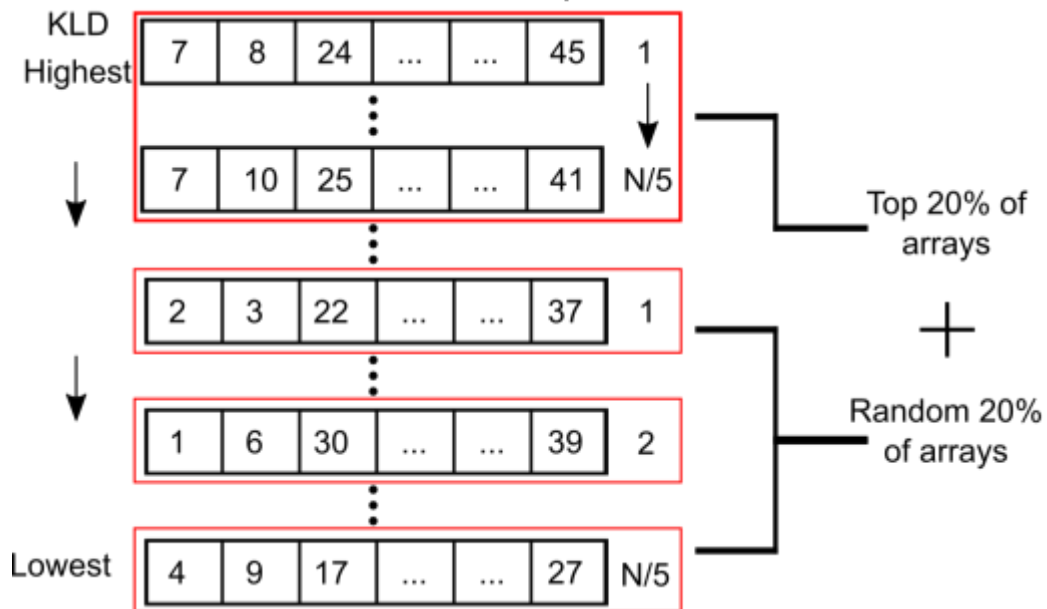 KLD
Highest
7 8 24 ... ... 45 1
7 10 25 ... ... 41 N/5
Top 20% of
arrays
2 3 22 ... ... 37 1
+
Random 20%
of arrays
1 6 30 ... ... 39 2
Lowest
4 9 17 ... ... 27 N/5